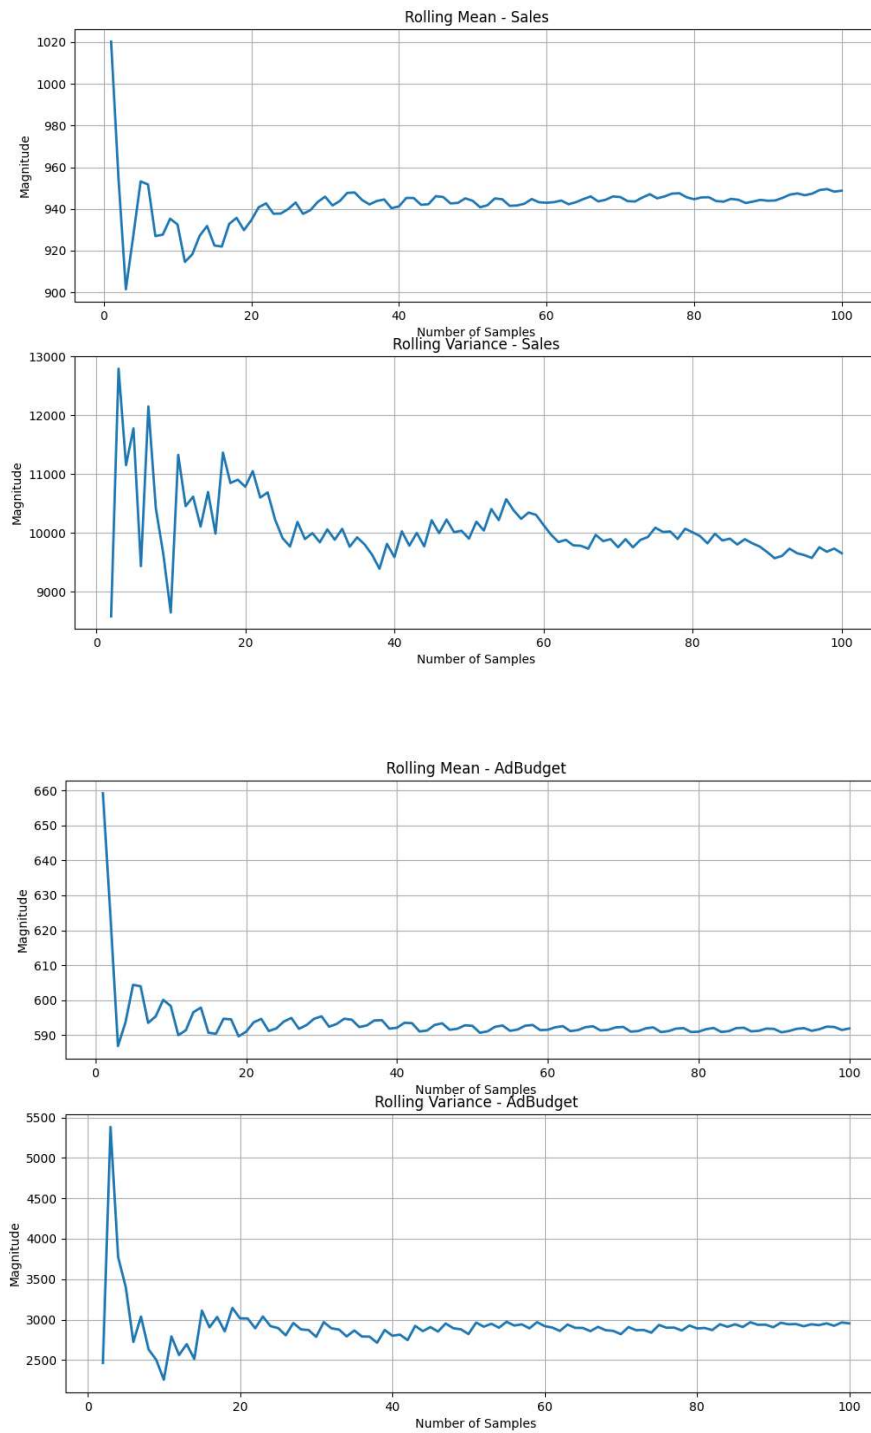 Rolling Mean - Sales
1020
1000
980
960
940
920
900
Magnitude
0 20 40 60 80 100
Number of Samples
Rolling Variance - Sales
13000
12000
11000
10000
9000
Magnitude
0 20 40 60 80 100
Number of Samples
Rolling Mean - AdBudget
660
650
640
630
620
610
600
590
Magnitude
0 20 40 60 80 100
Number of Samples
Rolling Variance - AdBudget
5500
5000
4500
4000
3500
3000
2500
Magnitude
0 20 40 60 80 100
Number of Samples